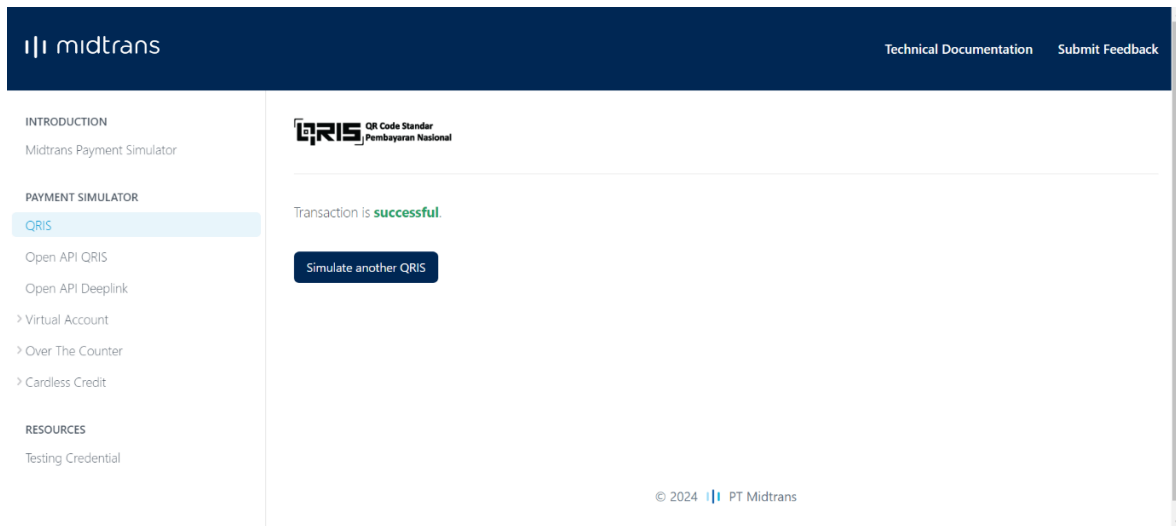 midtrans
Technical Documentation
Submit Feedback
INTRODUCTION
Midtrans Payment Simulator
PAYMENT SIMULATOR
QRIS
Open API QRIS
Open API Deeplink
Virtual Account
Over The Counter
Cardless Credit
RESOURCES
Testing Credential
QRIS
QR Code Standar
Pembayaran Nasional
Transaction is successful.
Simulate another QRIS
© 2024 PT Midtrans